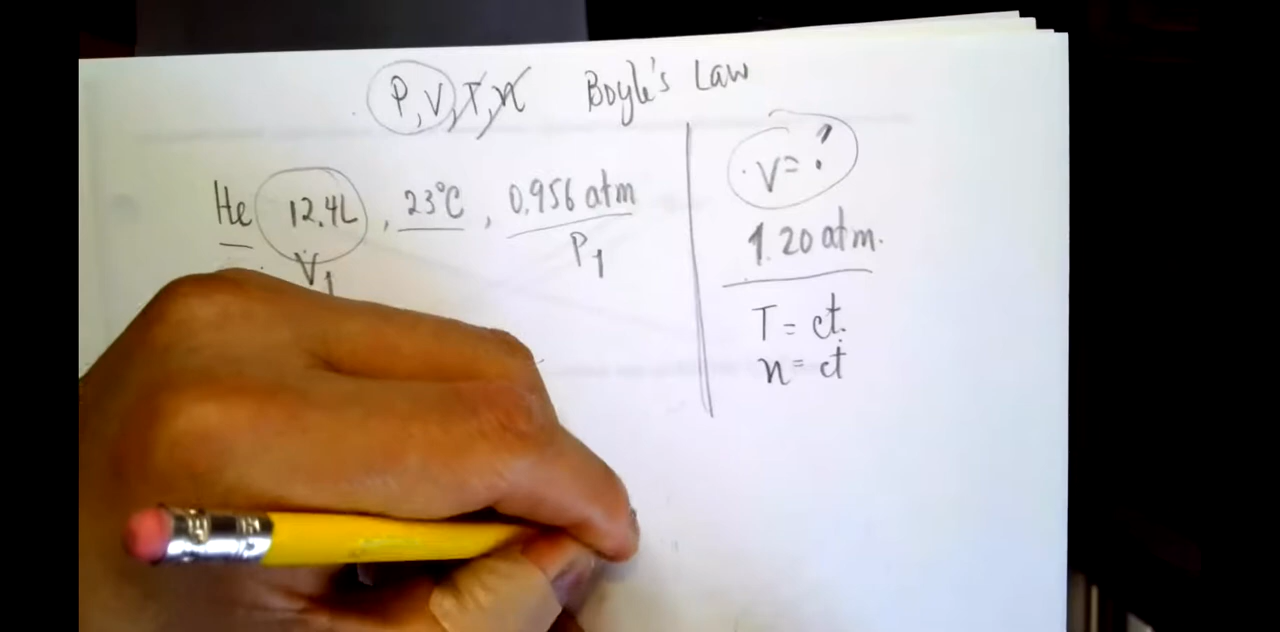 P, V, T, n Boyle's Law
He 12.4L, 23°C, 0.956 atm
V1 P1
V = ?
1.20 atm.
T = ct.
n = ct